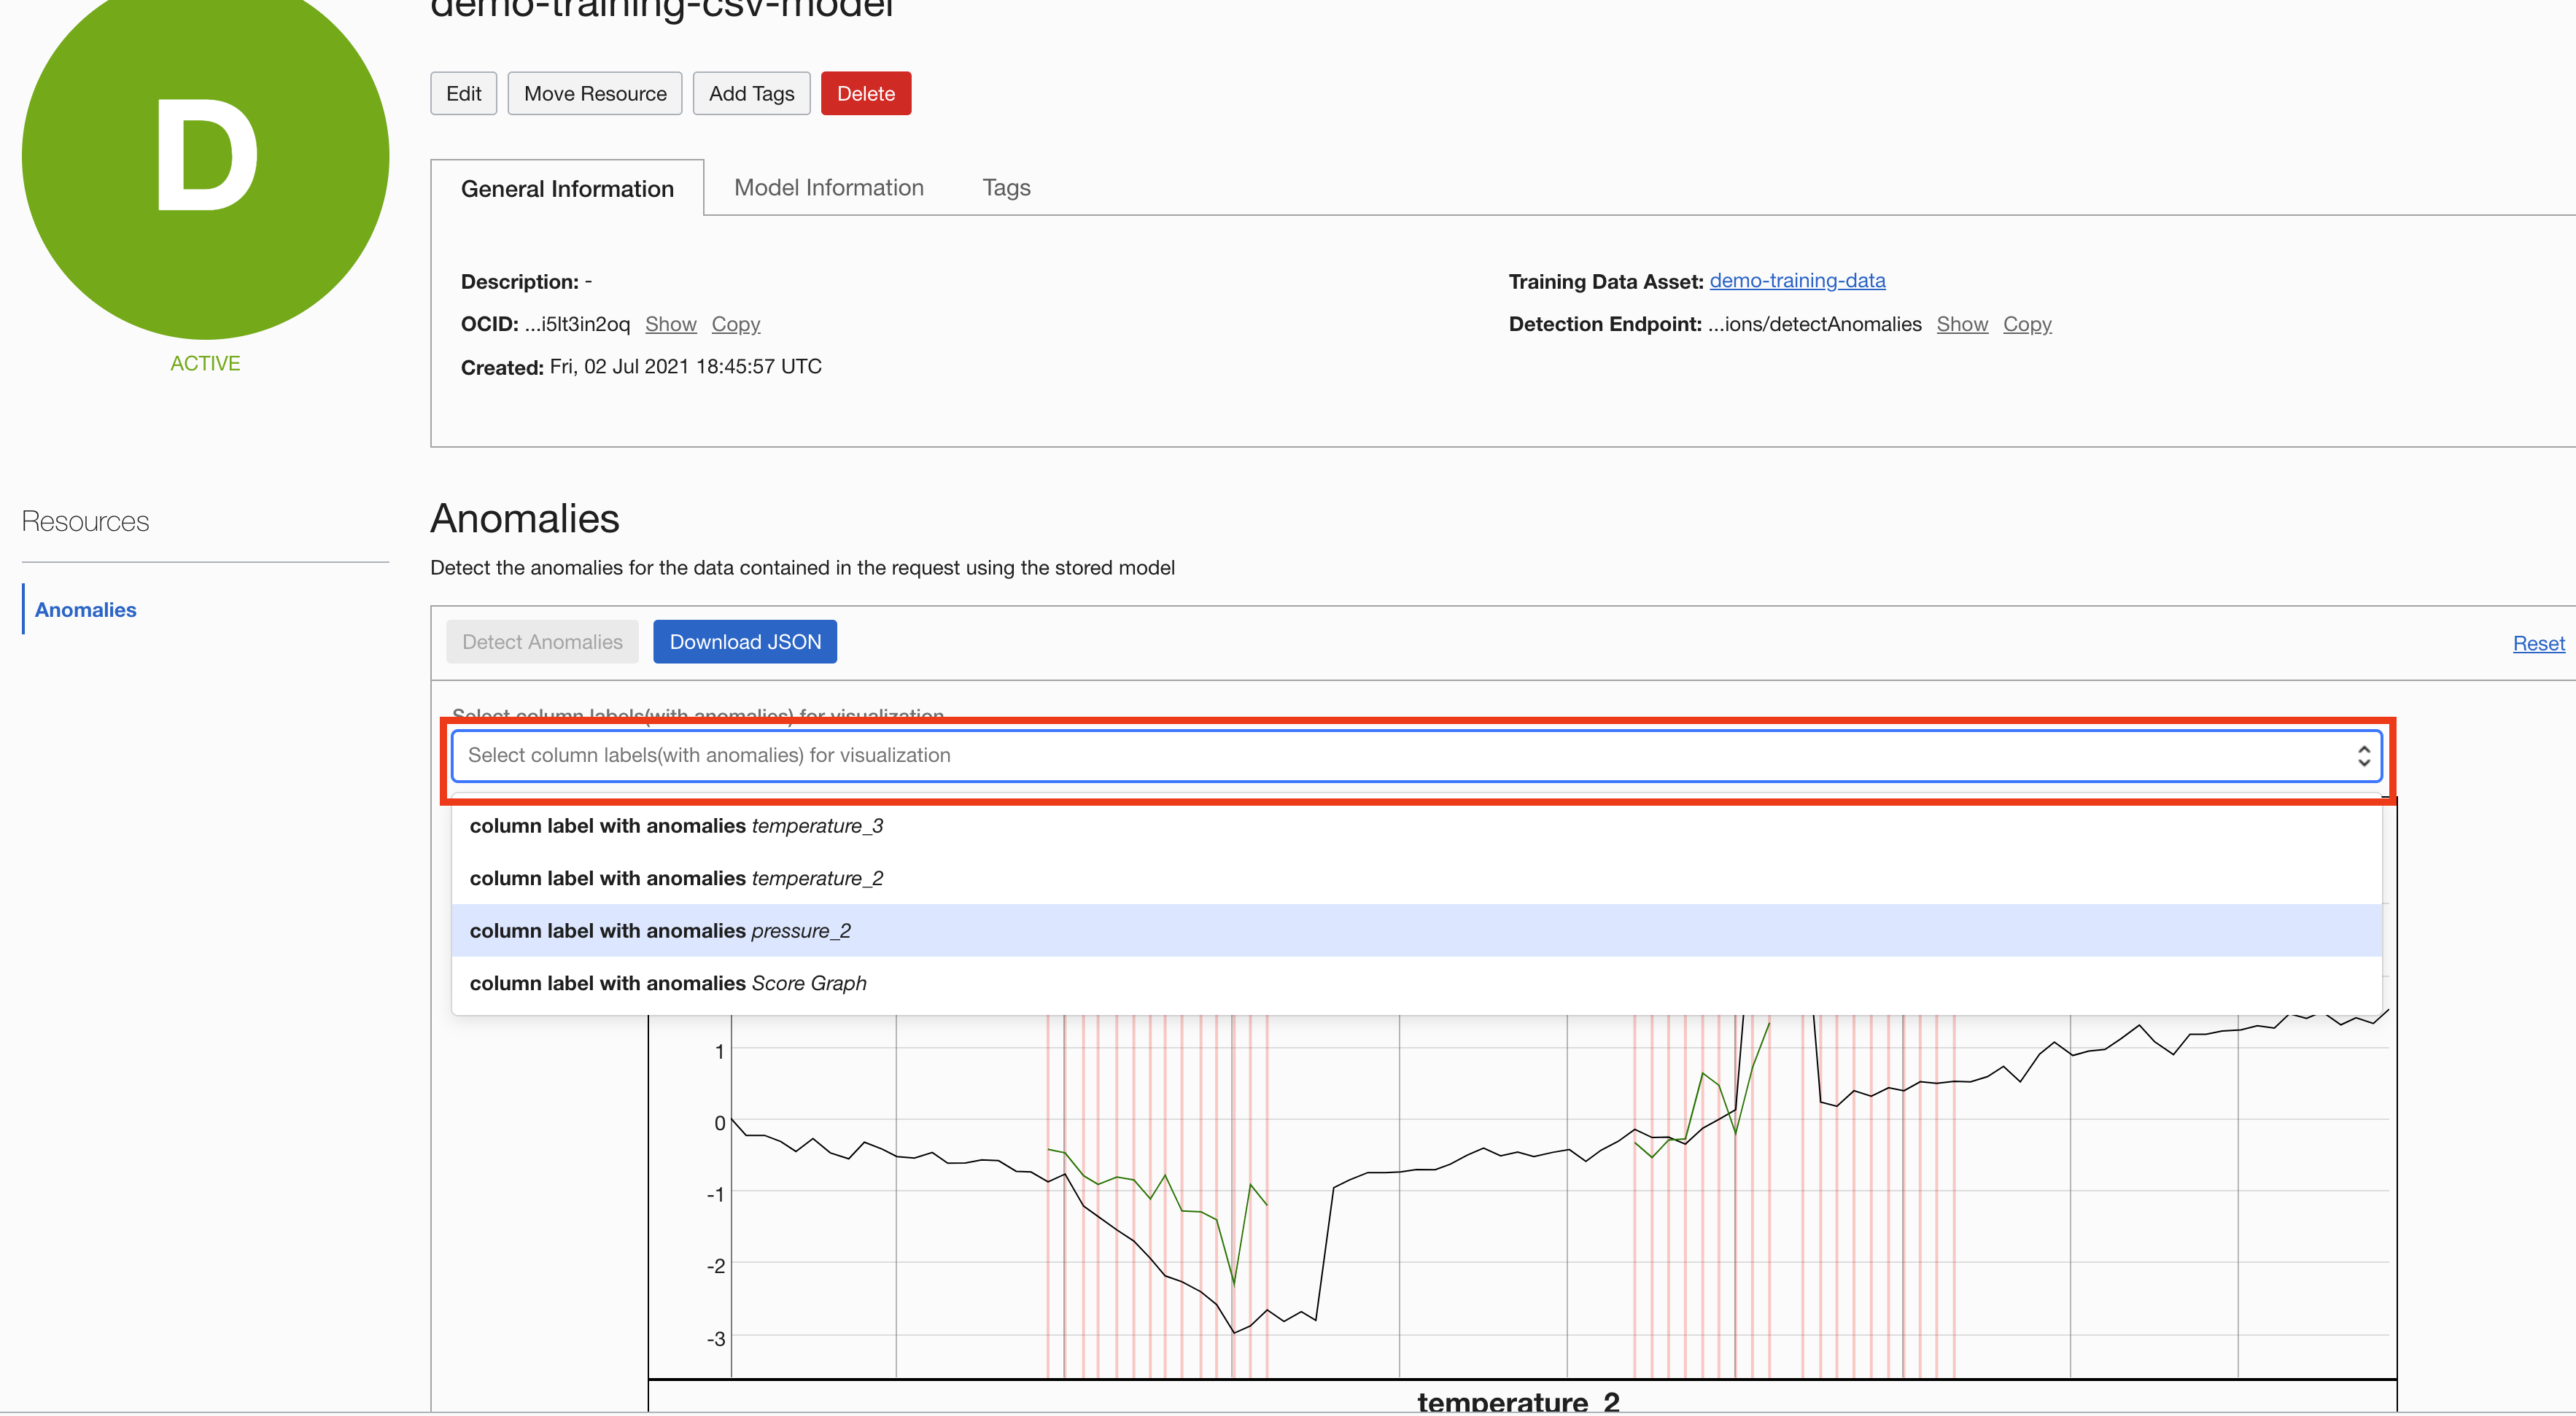 demo-training-csv-model
D
ACTIVE
Edit
Move Resource
Add Tags
Delete
General Information
Model Information
Tags
Description: -
OCID: ...i5lt3in2oq Show Copy
Created: Fri, 02 Jul 2021 18:45:57 UTC
Training Data Asset: demo-training-data
Detection Endpoint: ...ions/detectAnomalies Show Copy
Resources
Anomalies
Anomalies
Detect the anomalies for the data contained in the request using the stored model
Detect Anomalies
Download JSON
Reset
Select column labels(with anomalies) for visualization
Select column labels(with anomalies) for visualization
column label with anomalies temperature_3
column label with anomalies temperature_2
column label with anomalies pressure_2
column label with anomalies Score Graph
1
0
-1
-2
-3
temperature_2